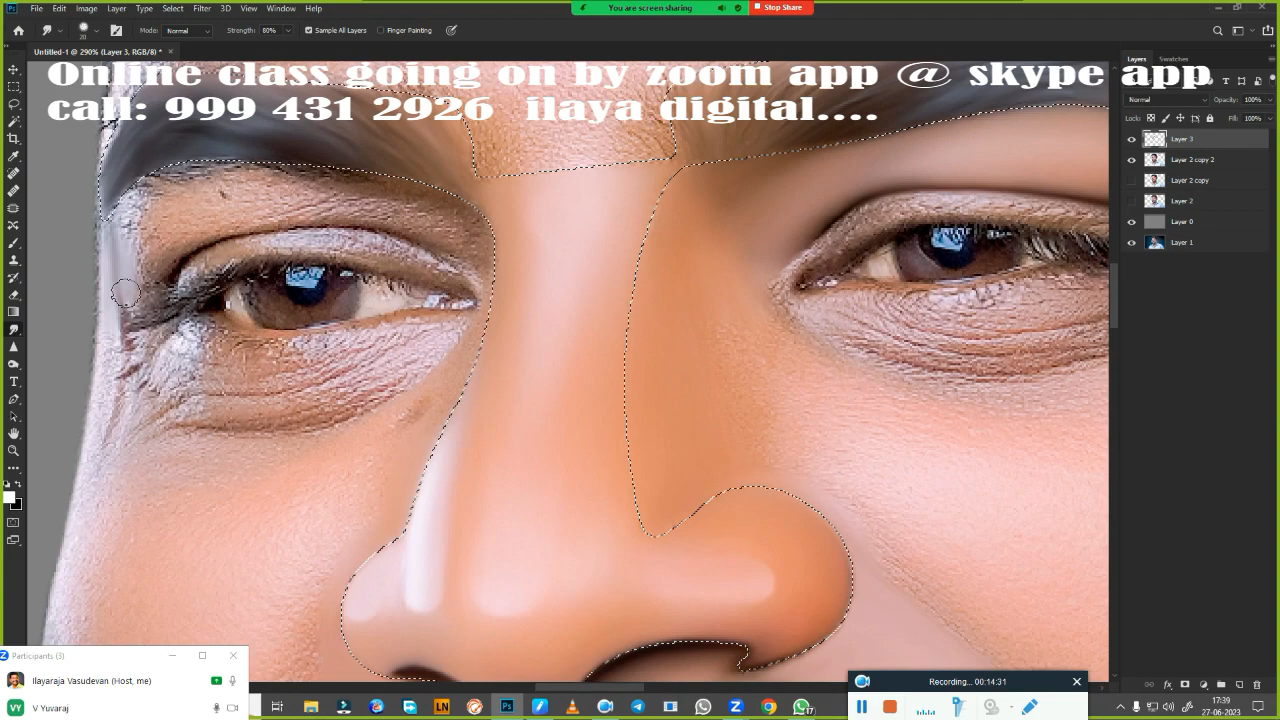 File Edit Image Layer Type Select Filter 3D View Window Help
You are screen sharing
Stop Share
20
Mode: Normal
Strength: 80%
Sample All Layers
Finger Painting
Untitled-1 @ 290% (Layer 3, RGB/8) *
Online class going on by zoom app @ skype app
call: 999 431 2926 ilaya digital....
Layers Swatches
Normal Opacity: 100%
Lock: Fill: 100%
Layer 3
Layer 2 copy 2
Layer 2 copy
Layer 2
Layer 0
Layer 1
Participants (3)
Ilayaraja Vasudevan (Host, me)
VY V Yuvaraj
Recording... 00:14:31
LN
17
17:39
27-06-2023